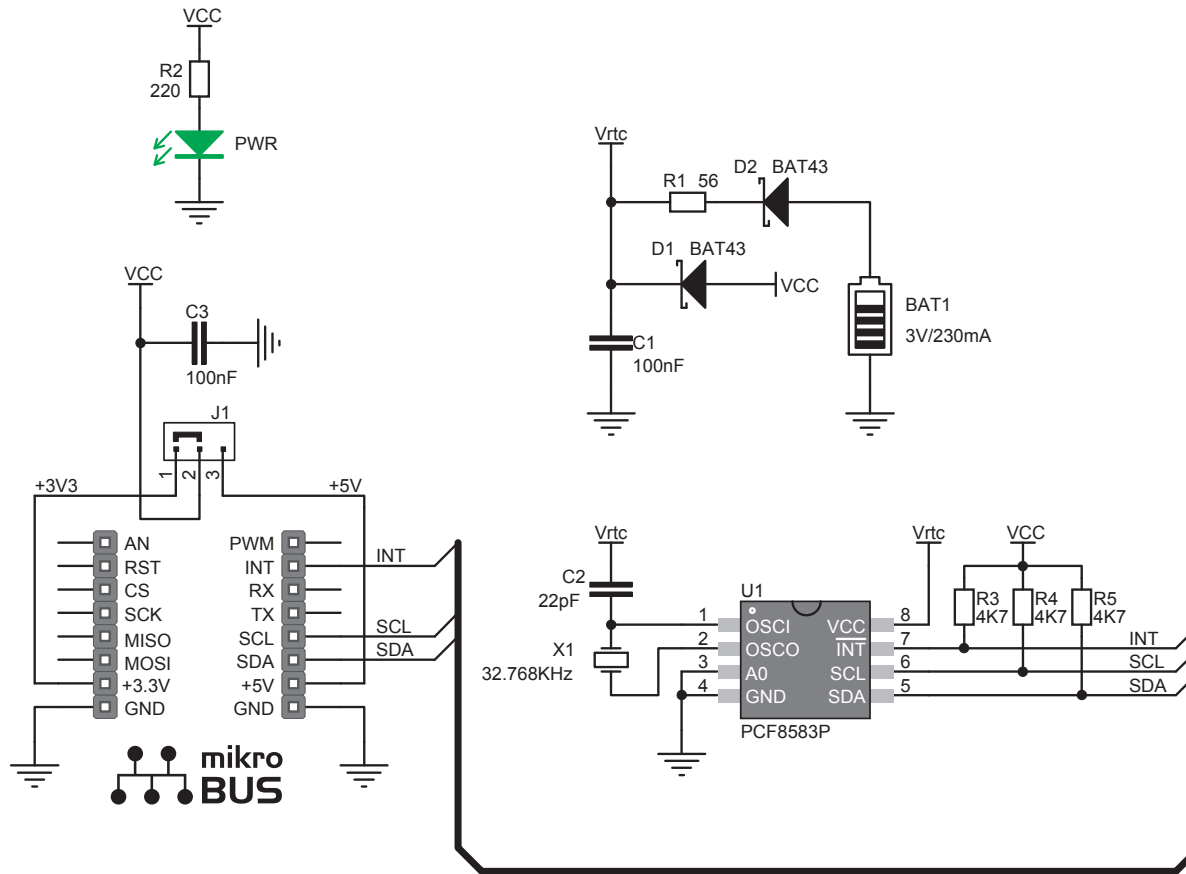 VCC
R2
220
PWR
Vrtc
R1 56
D2 BAT43
D1 BAT43
VCC
BAT1
3V/230mA
C1
100nF
VCC
C3
100nF
J1
1
2
3
+3V3
+5V
AN
RST
CS
SCK
MISO
MOSI
+3.3V
GND
PWM
INT
RX
TX
SCL
SDA
+5V
GND
INT
SCL
SDA
mikro
BUS
Vrtc
C2
22pF
X1
32.768KHz
U1
1
2
3
4
OSCI
OSCO
A0
GND
VCC
INT
SCL
SDA
8
7
6
5
PCF8583P
Vrtc
VCC
R3
4K7
R4
4K7
R5
4K7
INT
SCL
SDA